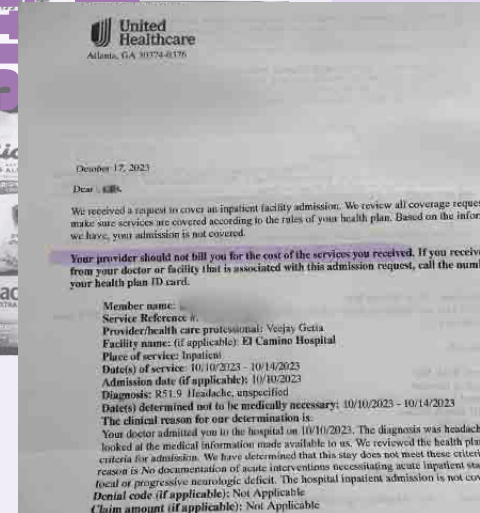 United
Healthcare
Atlanta, GA 30374-0376
October 17, 2023
Dear
We received a request to cover an inpatient facility admission. We review all coverage reque
make sure services are covered according to the rules of your health plan. Based on the infor
we have, your admission is not covered.
Your provider should not bill you for the cost of the services you received. If you receive
from your doctor or facility that is associated with this admission request, call the num
your health plan ID card.
Member name:
Service Reference #:
Provider/health care professional: Veejay Getta
Facility name: (if applicable): El Camino Hospital
Place of service: Inpatient
Date(s) of service: 10/10/2023 - 10/14/2023
Admission date (if applicable): 10/10/2023
Diagnosis: R51.9 Headache, unspecified
Date(s) determined not to be medically necessary: 10/10/2023 - 10/14/2023
The clinical reason for our determination is:
Your doctor admitted you to the hospital on 10/10/2023. The diagnosis was headach
looked at the medical information made available to us. We reviewed the health plan
criteria for admission. We have determined that this stay does not meet these criteri
reason is No documentation of acute interventions necessitating acute inpatient sta
focal or progressive neurologic deficit. The hospital inpatient admission is not cov
Denial code (if applicable): Not Applicable
Claim amount (if applicable): Not Applicable